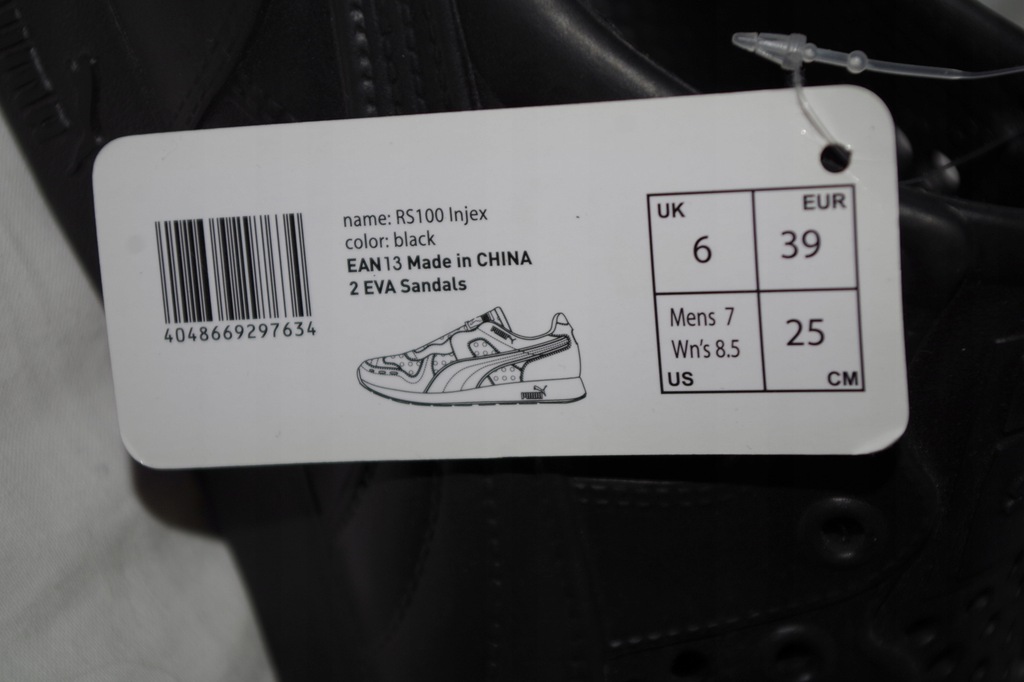 4048669297634
name: RS100 Injex
color: black
EAN13 Made in CHINA
2 EVA Sandals
PUMA
UK
6
EUR
39
Mens 7
Wn's 8.5
US
25
CM